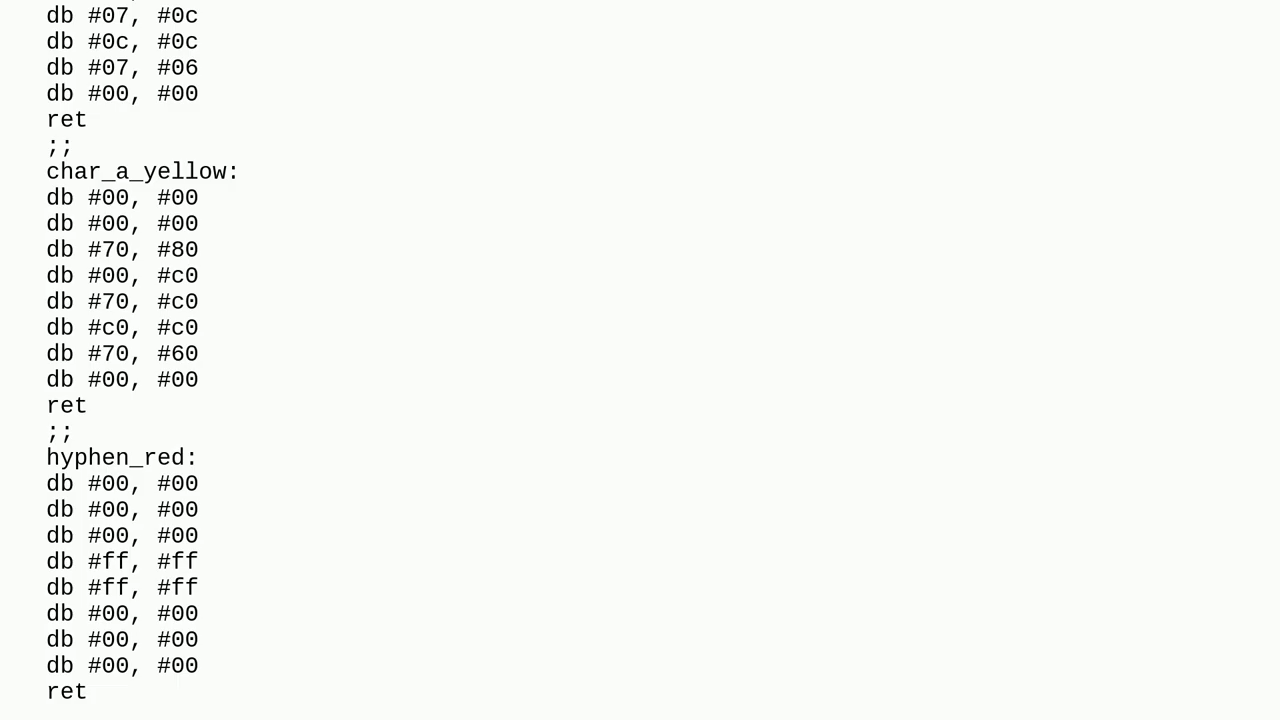 db #07, #0c
db #0c, #0c
db #07, #06
db #00, #00
ret
;;
char_a_yellow:
db #00, #00
db #00, #00
db #70, #80
db #00, #c0
db #70, #c0
db #c0, #c0
db #70, #60
db #00, #00
ret
;;
hyphen_red:
db #00, #00
db #00, #00
db #00, #00
db #ff, #ff
db #ff, #ff
db #00, #00
db #00, #00
db #00, #00
ret